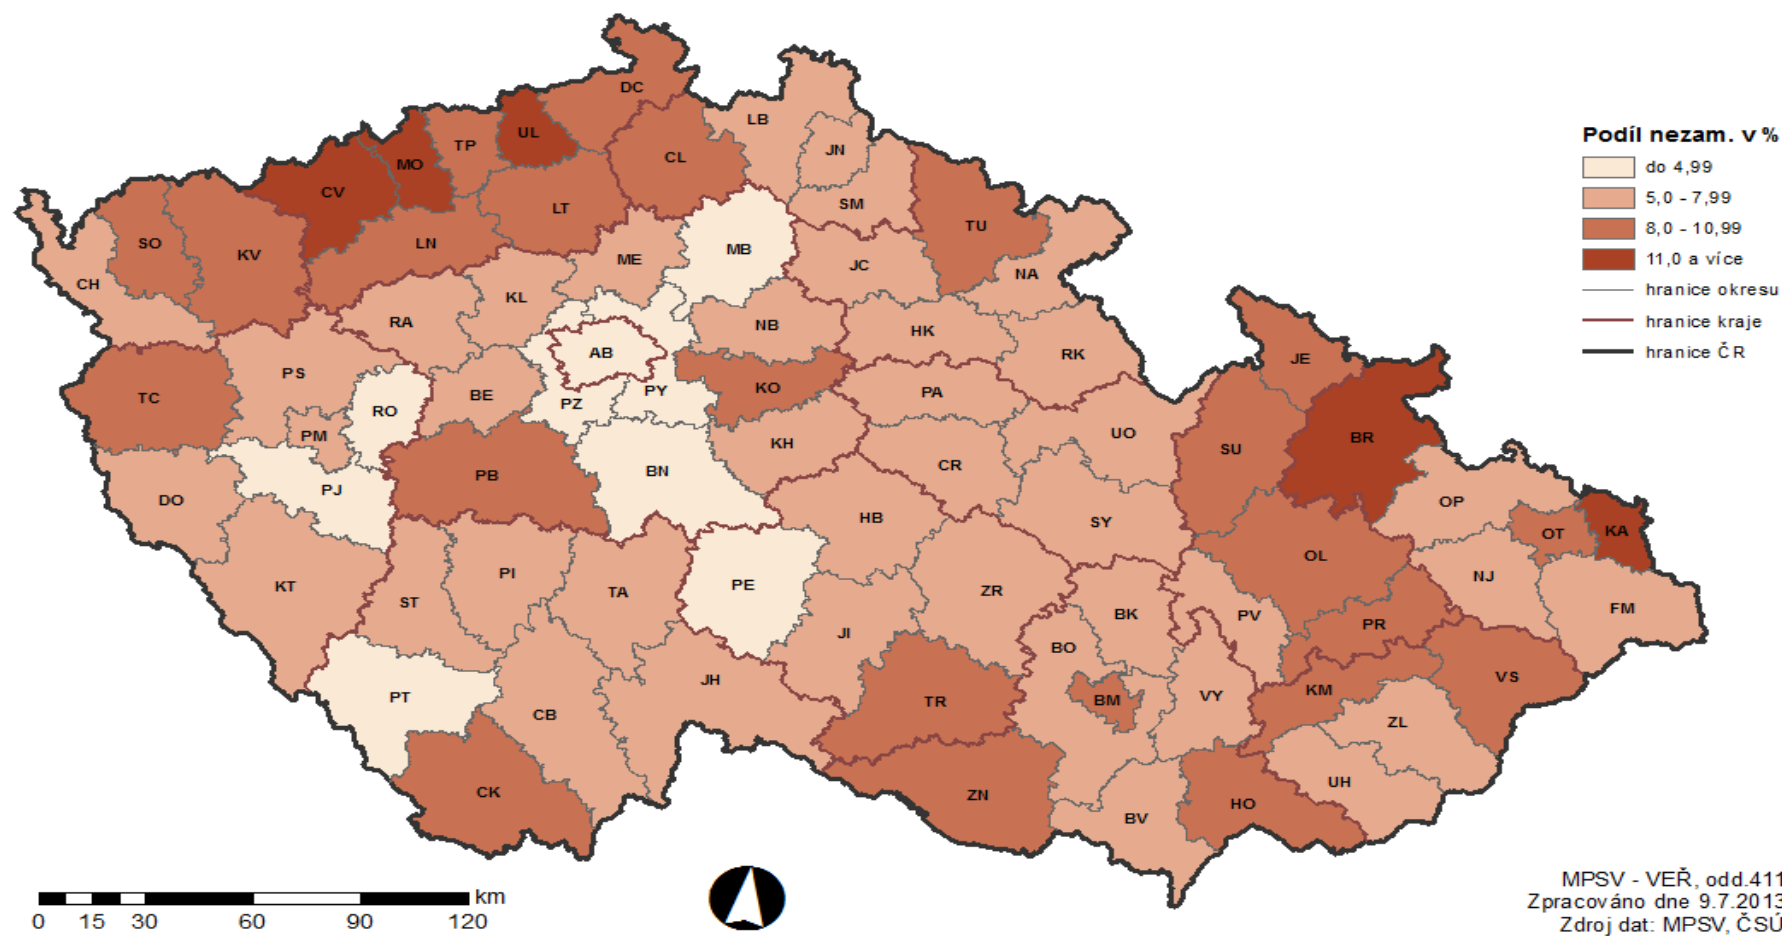 DC
LB
UL
TP
JN
CL
MO
CV
SM
LT
TU
SO
LN
MB
KV
ME
JC
NA
CH
KL
RA
NB
HK
AB
RK
JE
PS
PY
KO
PA
TC
BE
PZ
RO
PM
KH
UO
BR
SU
BN
CR
PB
PJ
DO
OP
HB
SY
OT
KA
OL
PI
NJ
KT
TA
PE
ZR
ST
FM
BK
PV
PR
JI
BO
VS
JH
KM
PT
TR
BM
VY
CB
ZL
UH
CK
ZN
HO
BV
Podíl nezam. v %
do 4,99
5,0 - 7,99
8,0 - 10,99
11,0 a více
hranice okresu
hranice kraje
hranice ČR
km
0 15 30 60 90 120
MPSV - VEŘ, odd.411
Zpracováno dne 9.7.2013
Zdroj dat: MPSV, ČSÚ